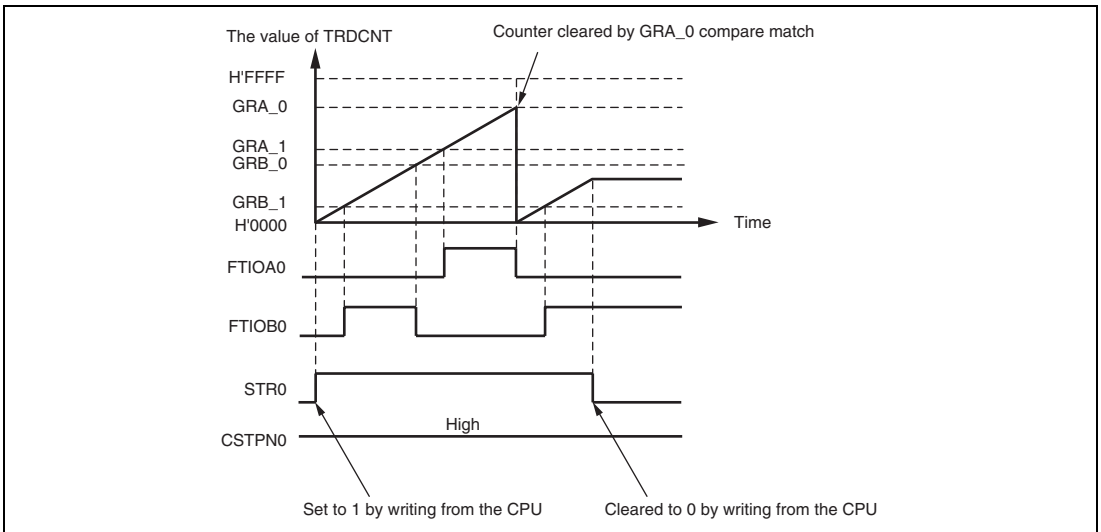 The value of TRDCNT
Counter cleared by GRA_0 compare match
H'FFFF
GRA_0
GRA_1
GRB_0
GRB_1
H'0000
Time
FTIOA0
FTIOB0
STR0
High
CSTPN0
Set to 1 by writing from the CPU
Cleared to 0 by writing from the CPU